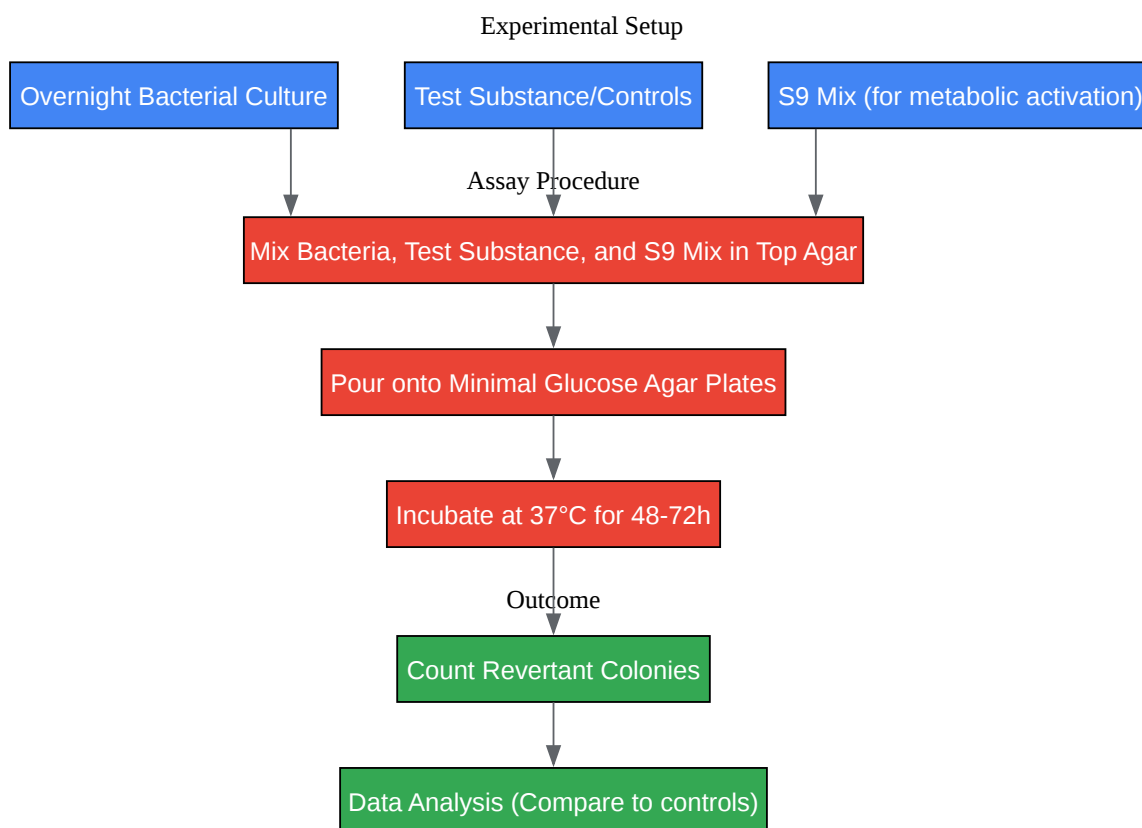 Experimental Setup
Overnight Bacterial Culture
Test Substance/Controls
S9 Mix (for metabolic activation)
Assay Procedure
Mix Bacteria, Test Substance, and S9 Mix in Top Agar
Pour onto Minimal Glucose Agar Plates
Incubate at 37°C for 48-72h
Outcome
Count Revertant Colonies
Data Analysis (Compare to controls)